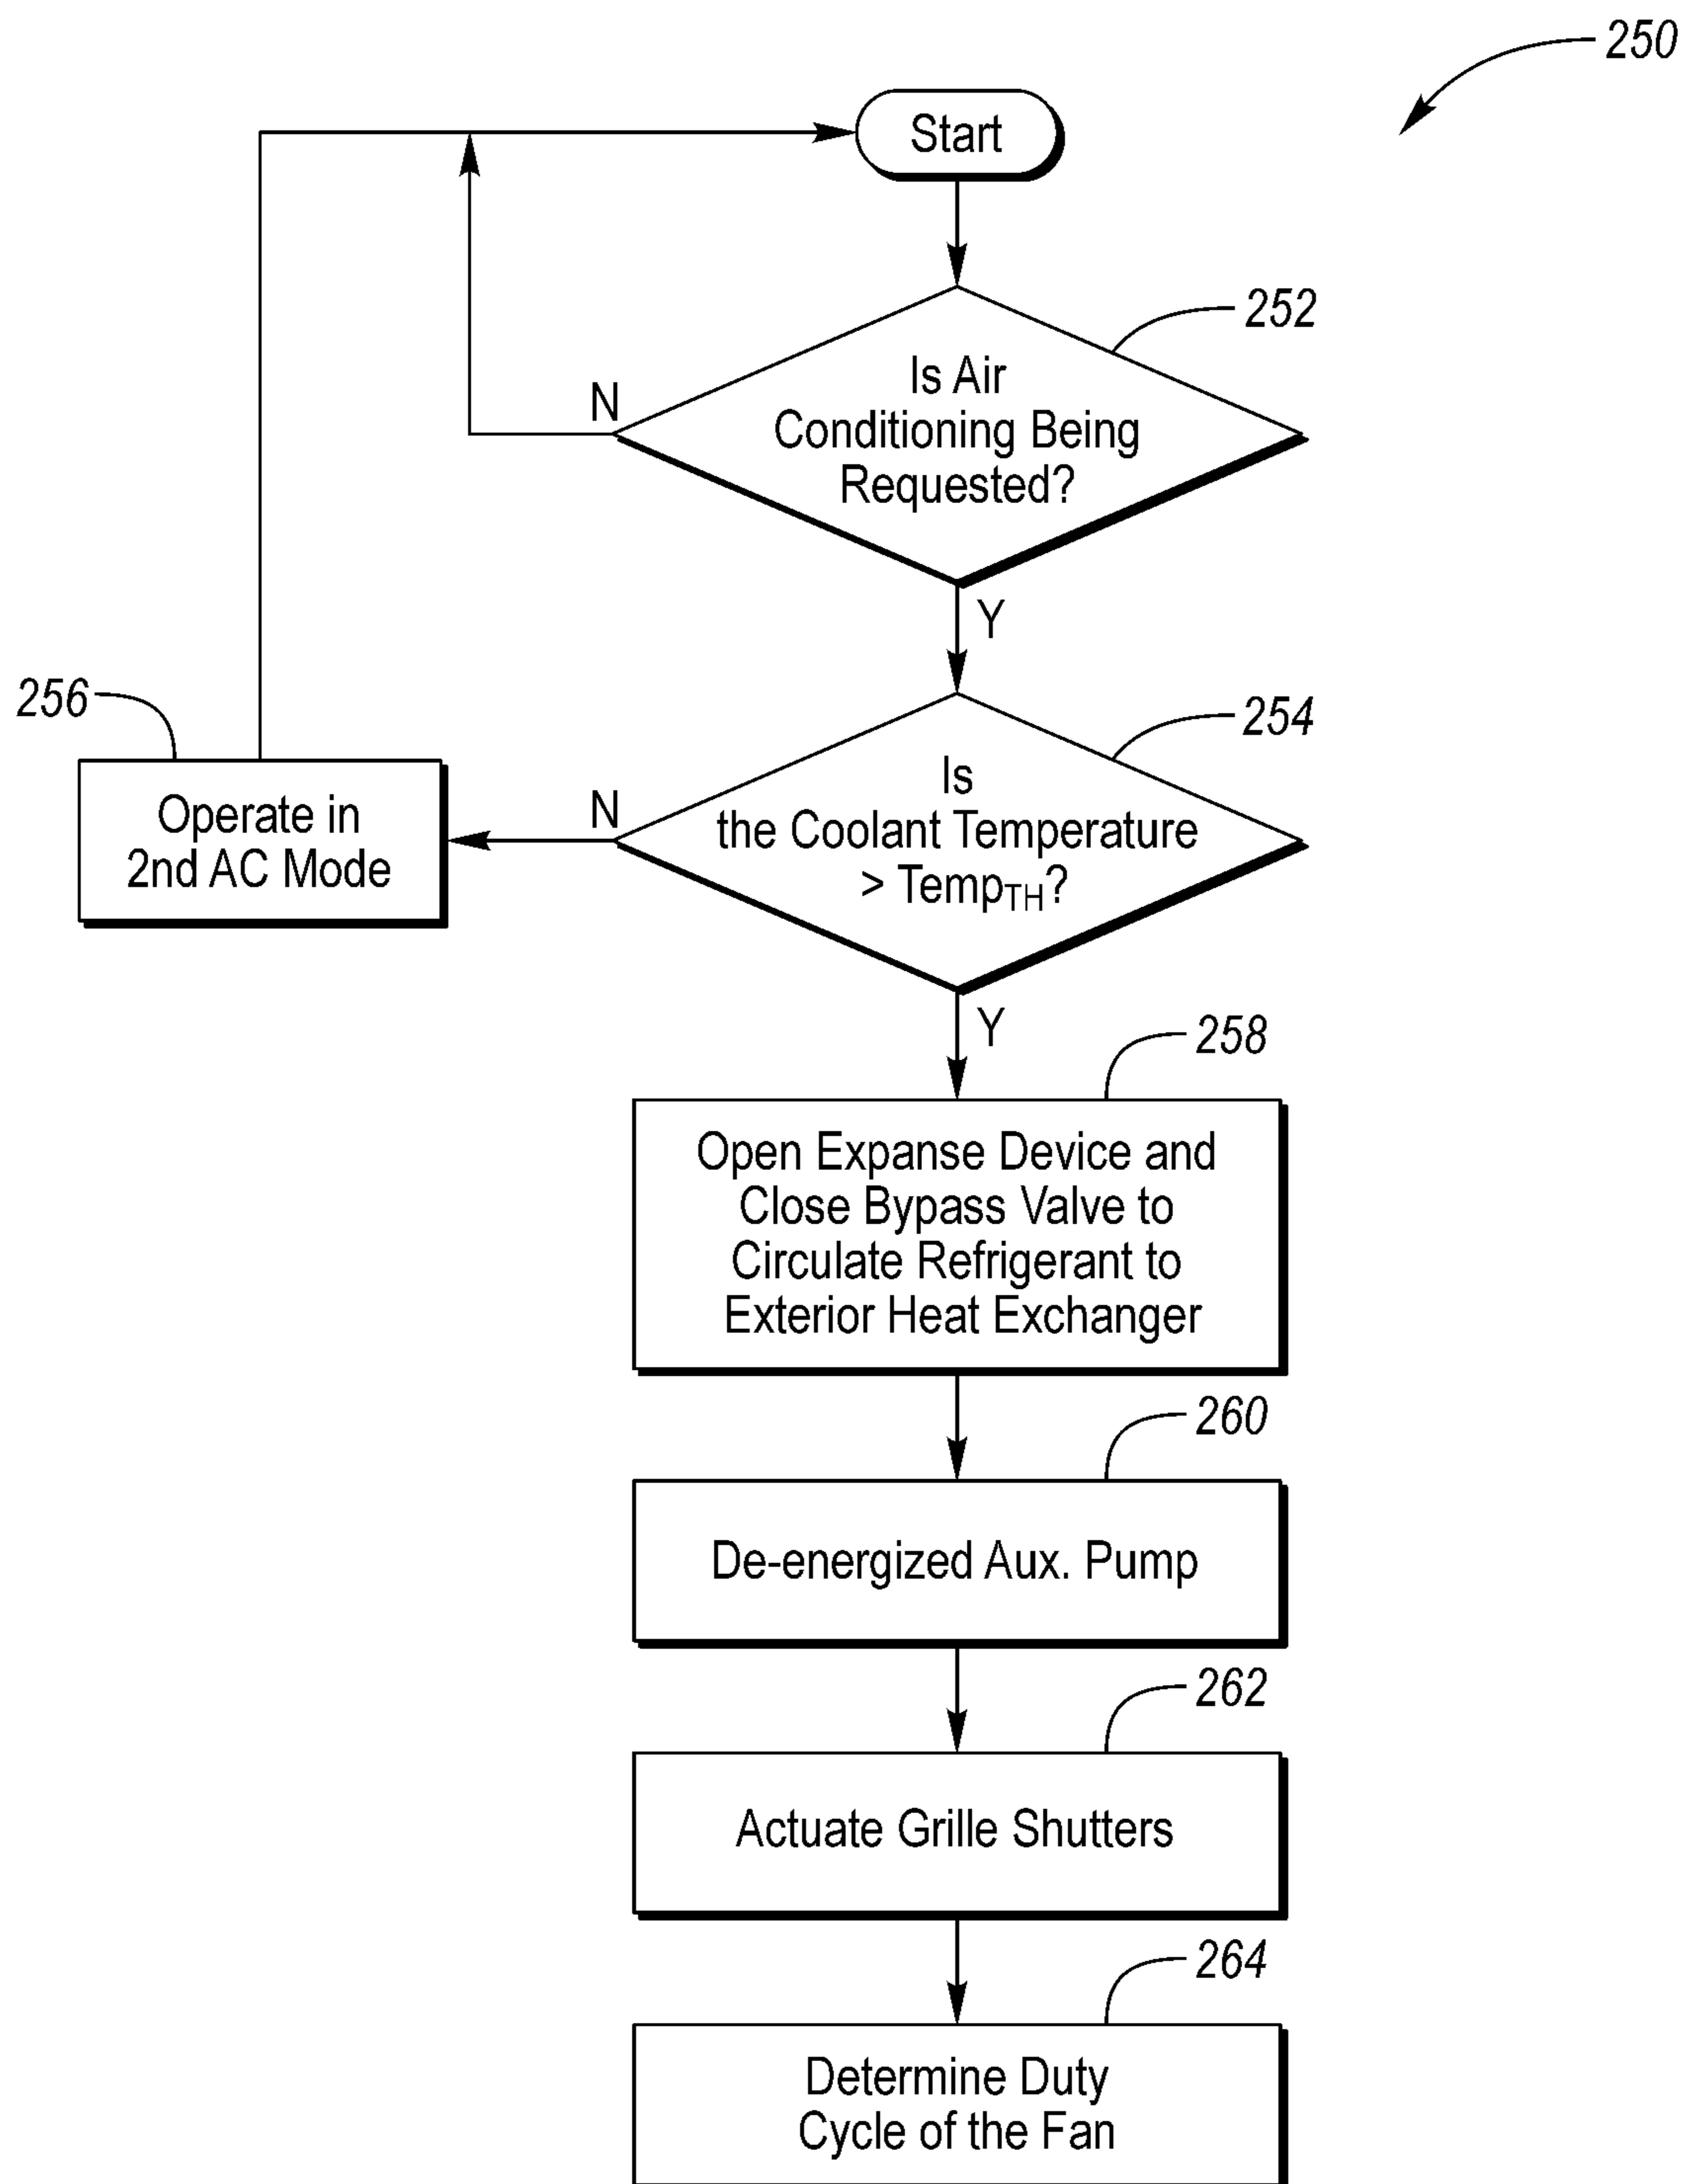 250
Start
252
Is Air
Conditioning Being
Requested?
N
Y
256
254
Operate in
2nd AC Mode
N
Is
the Coolant Temperature
> TempTH?
Y
258
Open Expanse Device and
Close Bypass Valve to
Circulate Refrigerant to
Exterior Heat Exchanger
260
De-energized Aux. Pump
262
Actuate Grille Shutters
264
Determine Duty
Cycle of the Fan